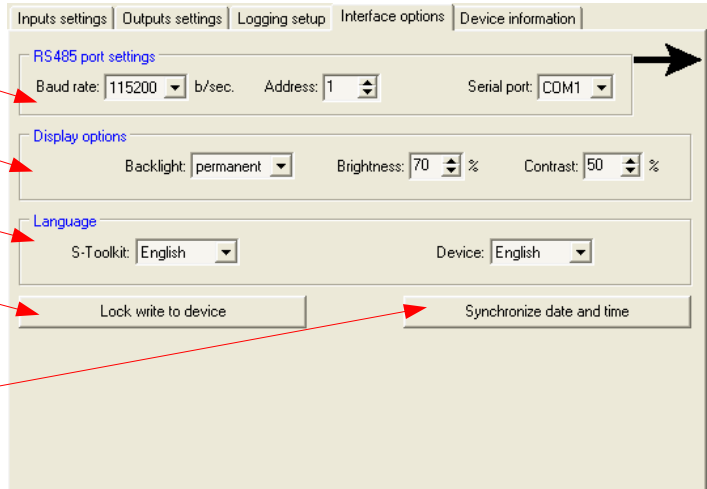 Inputs settings Outputs settings Logging setup Interface options Device information
RS485 port settings
Baud rate: 115200 b/sec. Address: 1 Serial port: COM1
Display options
Backlight: permanent Brightness: 70 % Contrast: 50 %
Language
S-Toolkit: English Device: English
Lock write to device Synchronize date and time